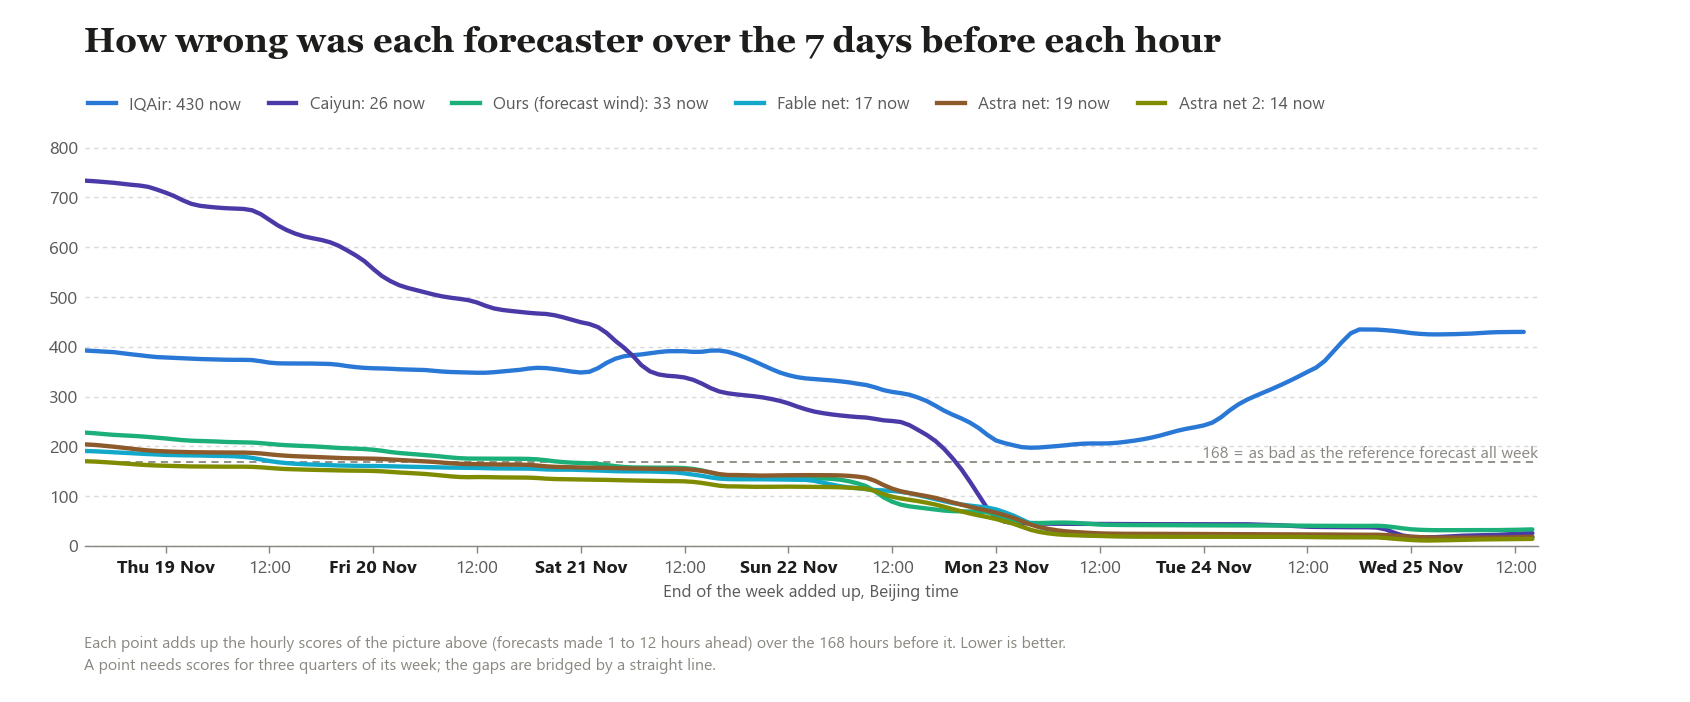 How wrong was each forecaster over the 7 days before each hour
IQAir: 430 now Caiyun: 26 now Ours (forecast wind): 33 now Fable net: 17 now Astra net: 19 now Astra net 2: 14 now
800
700
600
500
400
300
200
168 = as bad as the reference forecast all week
100
0
Thu 19 Nov 12:00 Fri 20 Nov 12:00 Sat 21 Nov 12:00 Sun 22 Nov 12:00 Mon 23 Nov 12:00 Tue 24 Nov 12:00 Wed 25 Nov 12:00
End of the week added up, Beijing time
Each point adds up the hourly scores of the picture above (forecasts made 1 to 12 hours ahead) over the 168 hours before it. Lower is better.
A point needs scores for three quarters of its week; the gaps are bridged by a straight line.